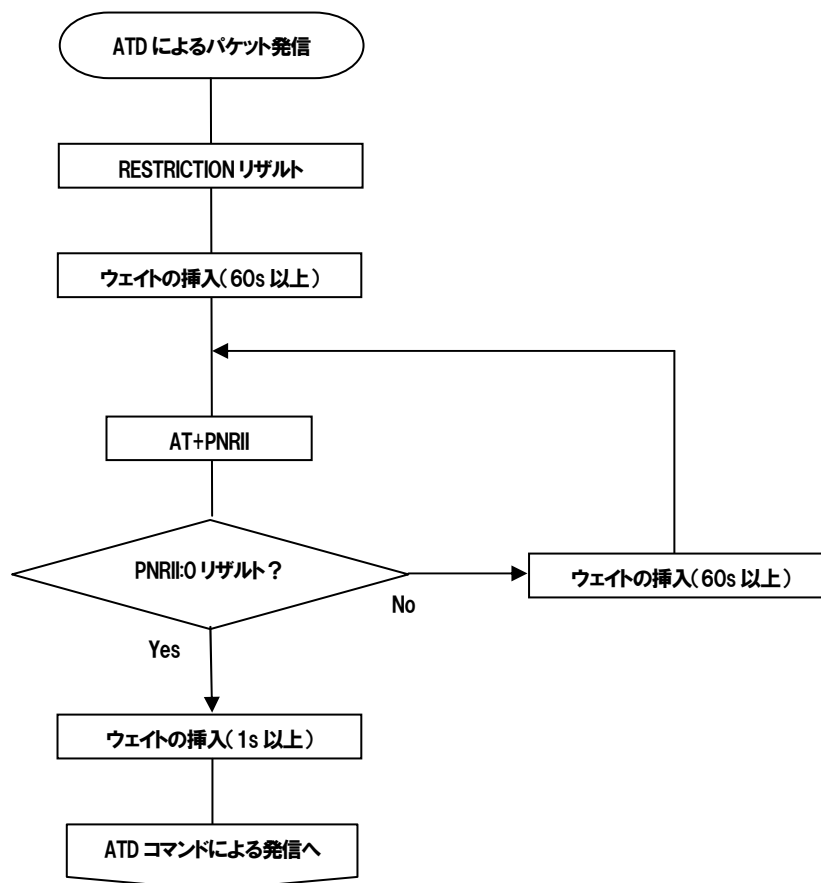 ATD によるパケット発信
RESTRICTION リザルト
ウェイトの挿入(60s 以上)
AT+PNRII
PNRII:0 リザルト?
ウェイトの挿入(60s 以上)
No
Yes
ウェイトの挿入(1s 以上)
ATD コマンドによる発信へ